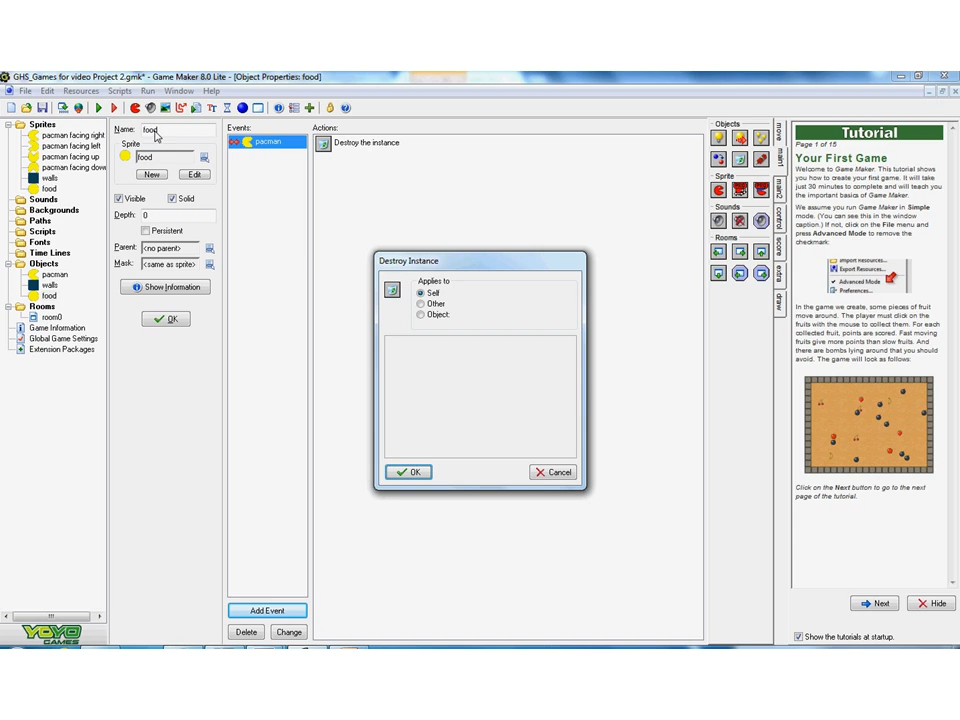 GHS_Games for video Project 2.gmk* - Game Maker 8.0 Lite - [Object Properties: food]
File Edit Resources Scripts Run Window Help
Sprites
pacman facing right
pacman facing left
pacman facing up
pacman facing down
walls
food
Sounds
Backgrounds
Paths
Scripts
Fonts
Time Lines
Objects
pacman
walls
food
Rooms
room0
Game Information
Global Game Settings
Extension Packages
YOYO
GAMES
Name: food
Sprite
food
New Edit
Visible Solid
Depth: 0
Persistent
Parent: <no parent>
Mask: <same as sprite>
Show Information
OK
Events:
pacman
Add Event
Delete Change
Actions:
Destroy the instance
Destroy Instance
Applies to
Self
Other
Object:
OK Cancel
Objects
Sprite
Sounds
Rooms
move
main1
main2
control
score
extra
draw
Tutorial
Page 1 of 15
Your First Game
Welcome to Game Maker. This tutorial shows
you how to create your first game. It will take
just 30 minutes to complete and will teach you
the important basics of Game Maker.
We assume you run Game Maker in Simple
mode. (You can see this in the window
caption.) If not, click on the File menu and
press Advanced Mode to remove the
checkmark:
Import Resources...
Export Resources...
Advanced Mode
Preferences...
In the game we create, some pieces of fruit
move around. The player must click on the
fruits with the mouse to collect them. For each
collected fruit, points are scored. Fast moving
fruits give more points than slow fruits. And
there are bombs lying around that you should
avoid. The game will look as follows:
Click on the Next button to go to the next
page of the tutorial.
Next Hide
Show the tutorials at startup.